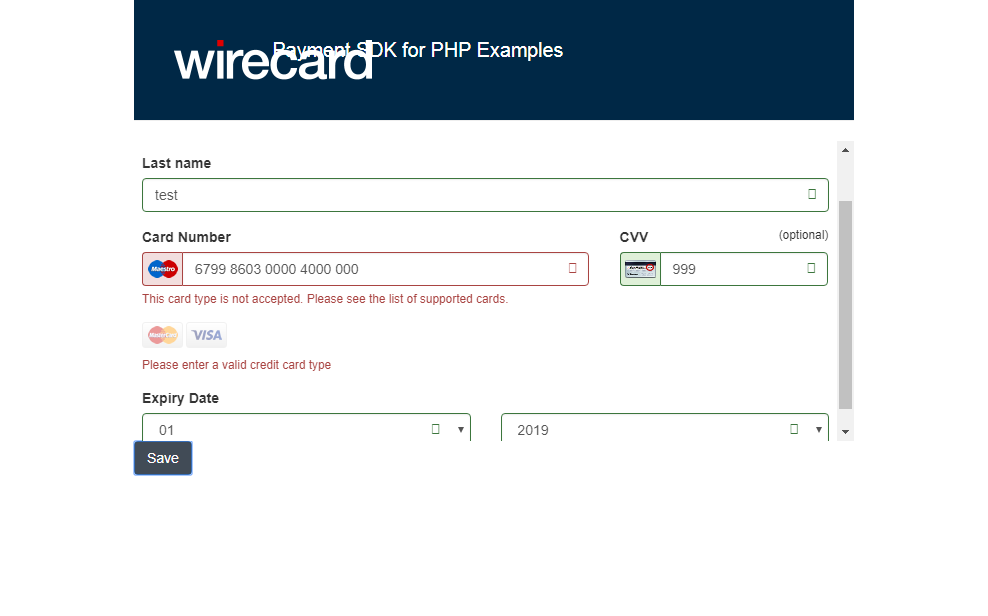 Payment SDK for PHP Examples
wirecard
Last name
test
Card Number
CVV
(optional)
Maestro
6799 8603 0000 4000 000
999
This card type is not accepted. Please see the list of supported cards.
MasterCard
VISA
Please enter a valid credit card type
Expiry Date
01
2019
Save